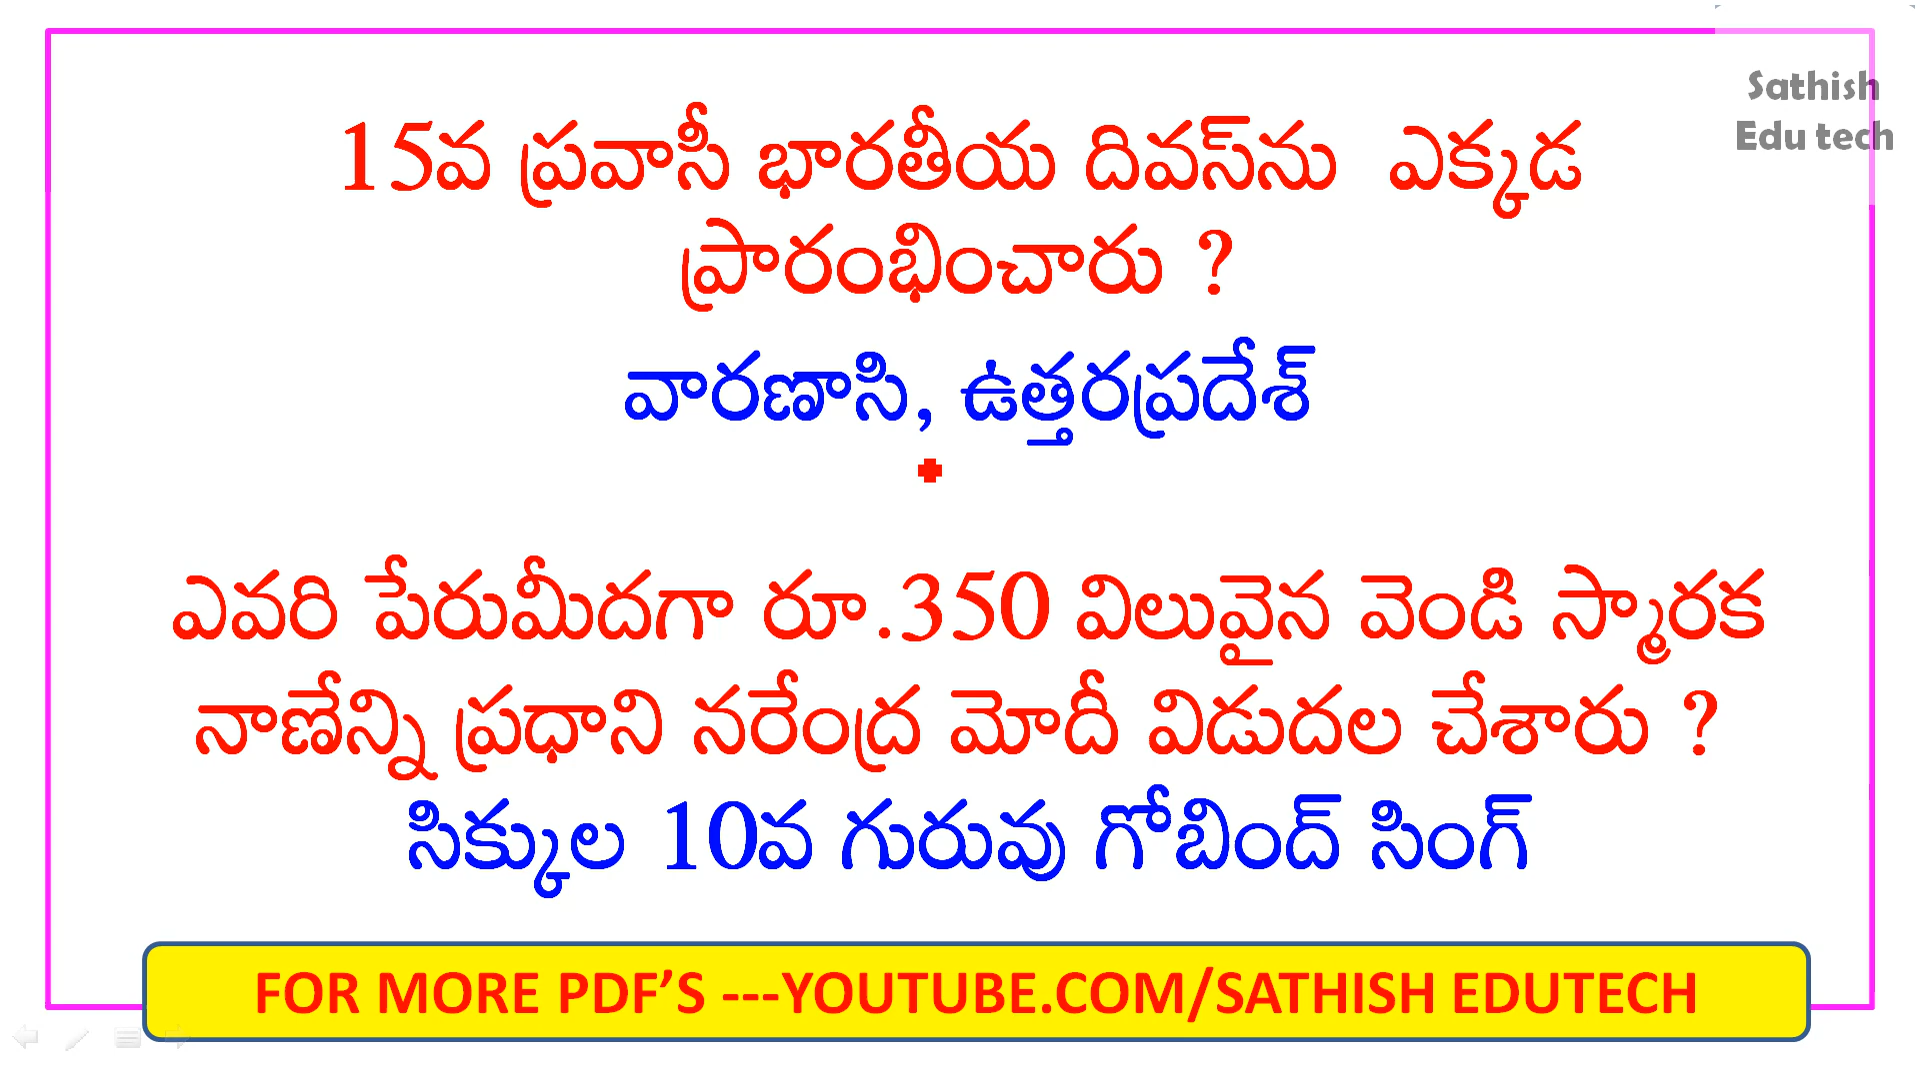 Sathish
Edu tech
15వ ప్రవాసీ భారతీయ దివస్‌ను ఎక్కడ
ప్రారంభించారు ?
వారణాసి, ఉత్తరప్రదేశ్
ఎవరి పేరుమీదగా రూ.350 విలువైన వెండి స్మారక
నాణేన్ని ప్రధాని నరేంద్ర మోదీ విడుదల చేశారు ?
సిక్కుల 10వ గురువు గోబింద్ సింగ్
FOR MORE PDF’S ---YOUTUBE.COM/SATHISH EDUTECH